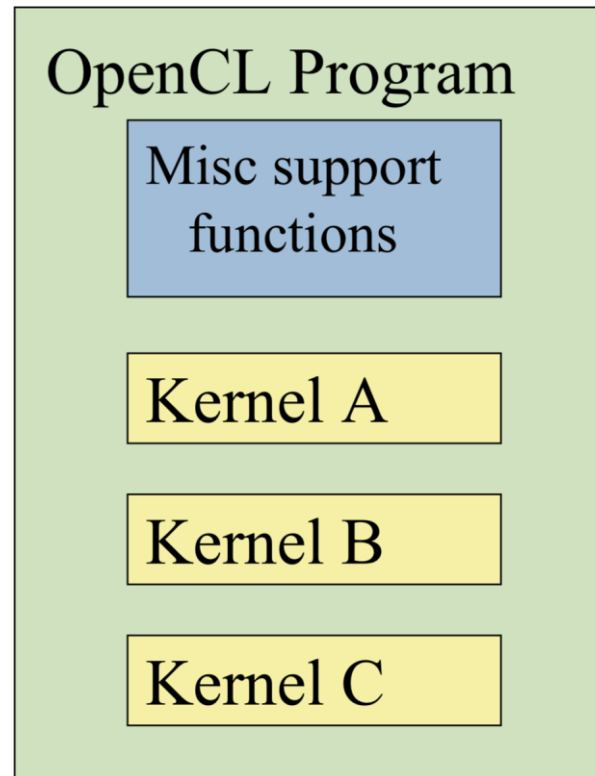 OpenCL Program
Misc support
functions
Kernel A
Kernel B
Kernel C